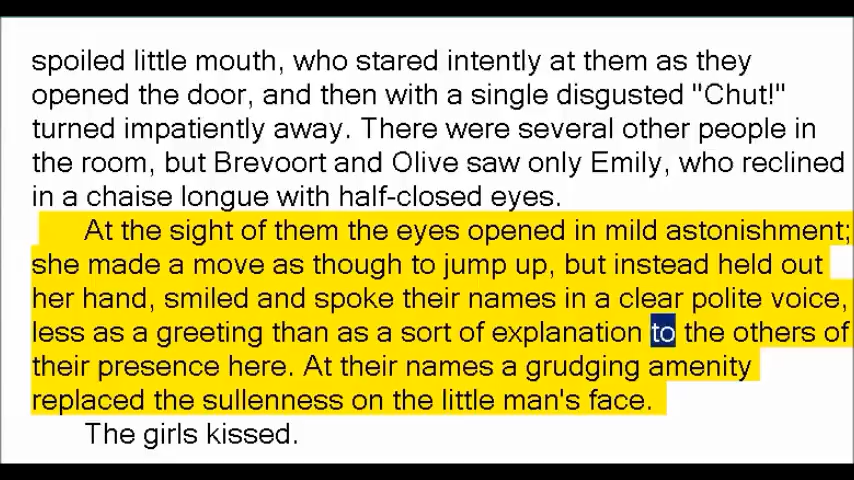 spoiled little mouth, who stared intently at them as they
opened the door, and then with a single disgusted "Chut!"
turned impatiently away. There were several other people in
the room, but Brevoort and Olive saw only Emily, who reclined
in a chaise longue with half-closed eyes.
At the sight of them the eyes opened in mild astonishment;
she made a move as though to jump up, but instead held out
her hand, smiled and spoke their names in a clear polite voice,
less as a greeting than as a sort of explanation to the others of
their presence here. At their names a grudging amenity
replaced the sullenness on the little man's face.
The girls kissed.